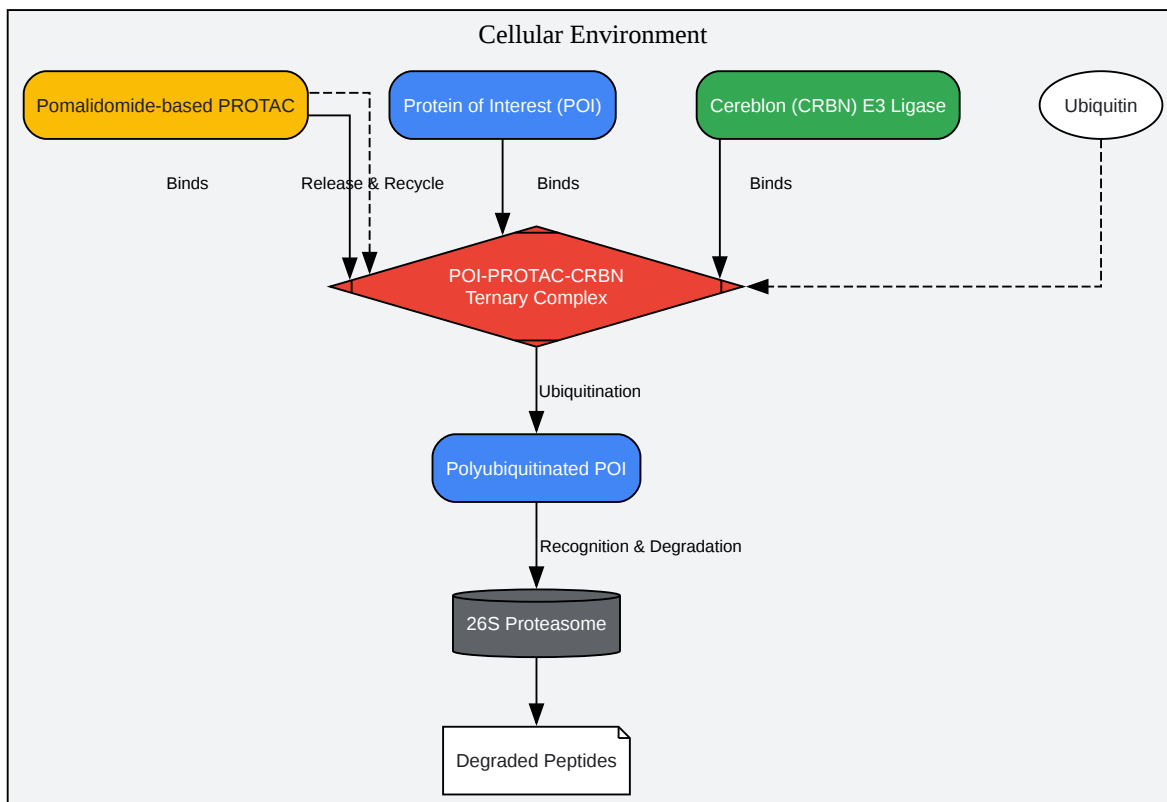 Cellular Environment
Pomalidomide-based PROTAC
Protein of Interest (POI)
Cereblon (CRBN) E3 Ligase
Ubiquitin
Binds
Release & Recycle
Binds
Binds
POI-PROTAC-CRBN
Ternary Complex
Ubiquitination
Polyubiquitinated POI
Recognition & Degradation
26S Proteasome
Degraded Peptides